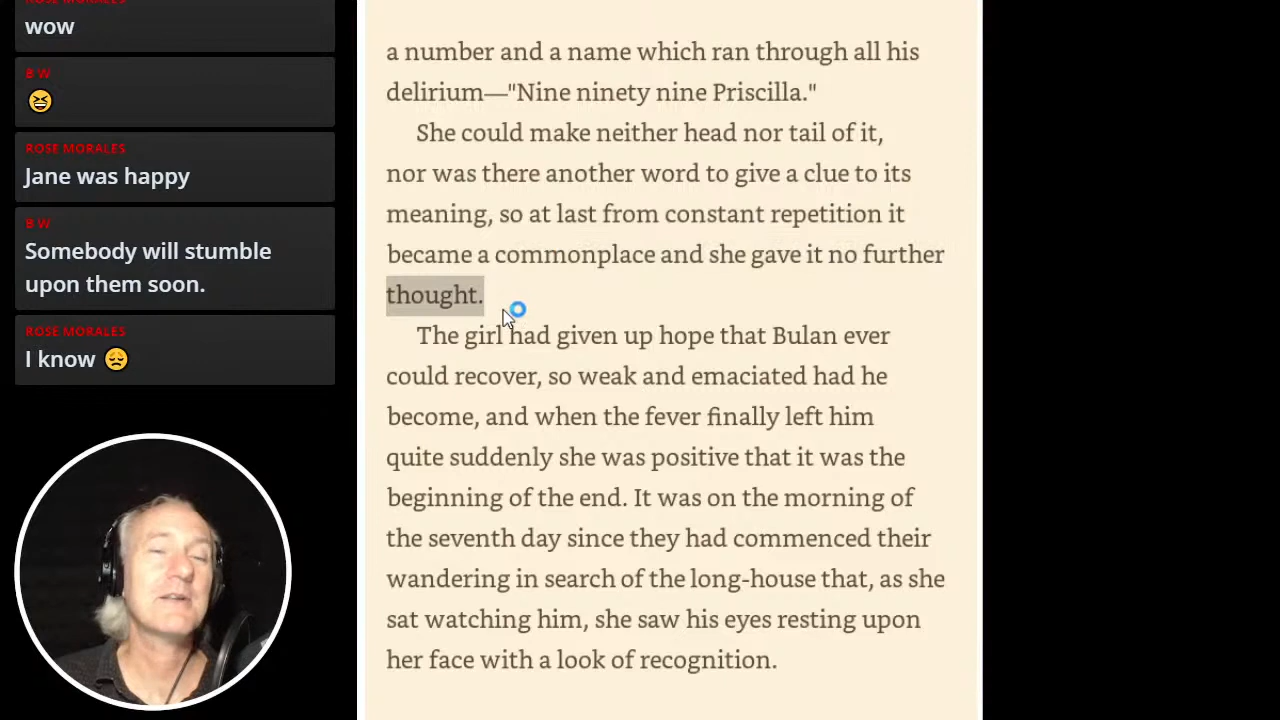 ROSE MORALES
wow
B W
😆
ROSE MORALES
Jane was happy
B W
Somebody will stumble
upon them soon.
ROSE MORALES
I know 😔
a number and a name which ran through all his
delirium—"Nine ninety nine Priscilla."
She could make neither head nor tail of it,
nor was there another word to give a clue to its
meaning, so at last from constant repetition it
became a commonplace and she gave it no further
thought.
The girl had given up hope that Bulan ever
could recover, so weak and emaciated had he
become, and when the fever finally left him
quite suddenly she was positive that it was the
beginning of the end. It was on the morning of
the seventh day since they had commenced their
wandering in search of the long-house that, as she
sat watching him, she saw his eyes resting upon
her face with a look of recognition.